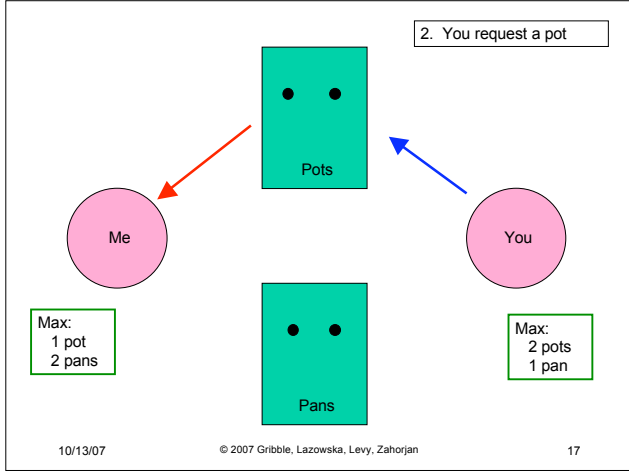 2. You request a pot
Pots
Me
You
Max:
1 pot
2 pans
Max:
2 pots
1 pan
Pans
10/13/07
© 2007 Gribble, Lazowska, Levy, Zahorjan
17